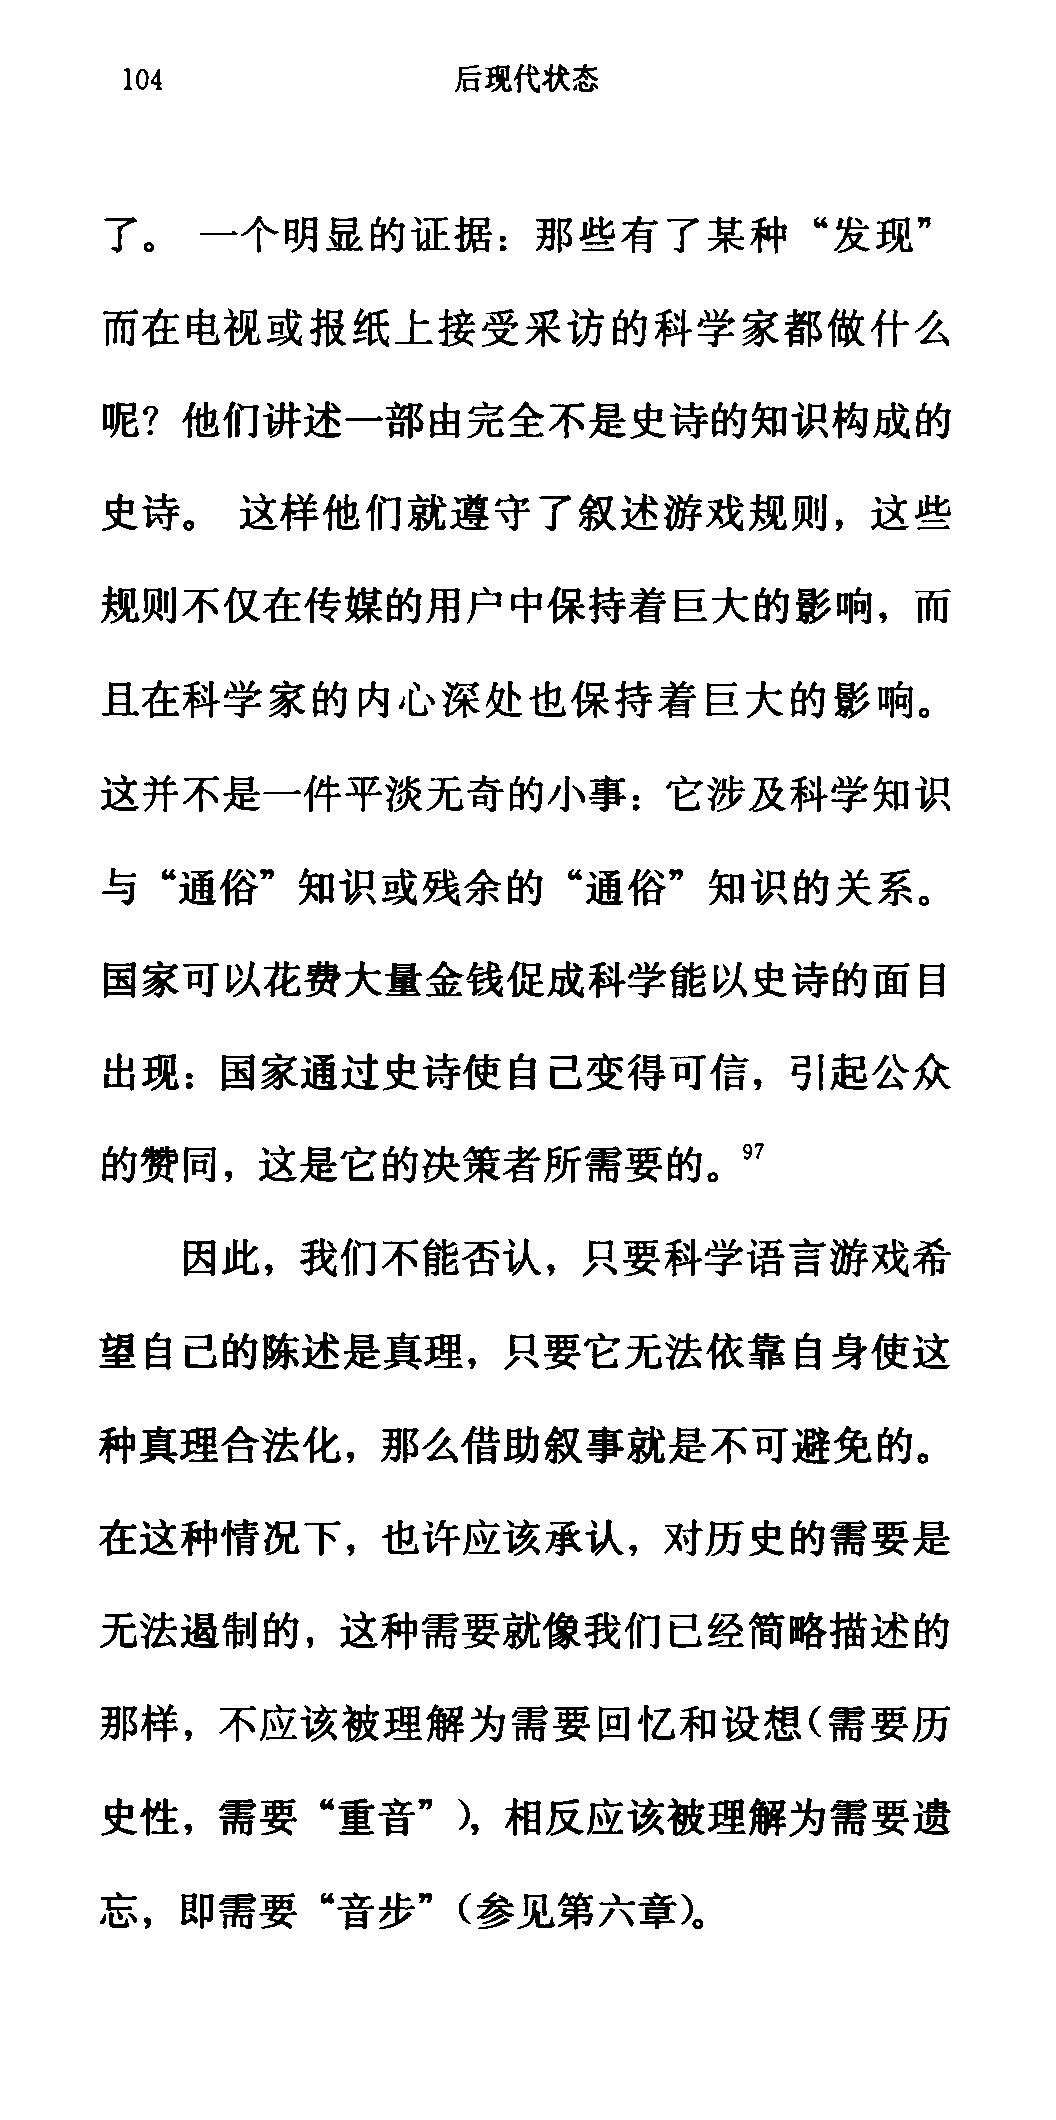 104 后现代状态
了。 一个明显的证据：那些有了某种“发现”
而在电视或报纸上接受采访的科学家都做什么
呢？他们讲述一部由完全不是史诗的知识构成的
史诗。 这样他们就遵守了叙述游戏规则，这些
规则不仅在传媒的用户中保持着巨大的影响，而
且在科学家的内心深处也保持着巨大的影响。
这并不是一件平淡无奇的小事：它涉及科学知识
与“通俗”知识或残余的“通俗”知识的关系。
国家可以花费大量金钱促成科学能以史诗的面目
出现：国家通过史诗使自己变得可信，引起公众
的赞同，这是它的决策者所需要的。97
因此，我们不能否认，只要科学语言游戏希
望自己的陈述是真理，只要它无法依靠自身使这
种真理合法化，那么借助叙事就是不可避免的。
在这种情况下，也许应该承认，对历史的需要是
无法遏制的，这种需要就像我们已经简略描述的
那样，不应该被理解为需要回忆和设想（需要历
史性，需要“重音”），相反应该被理解为需要遗
忘，即需要“音步”（参见第六章）。